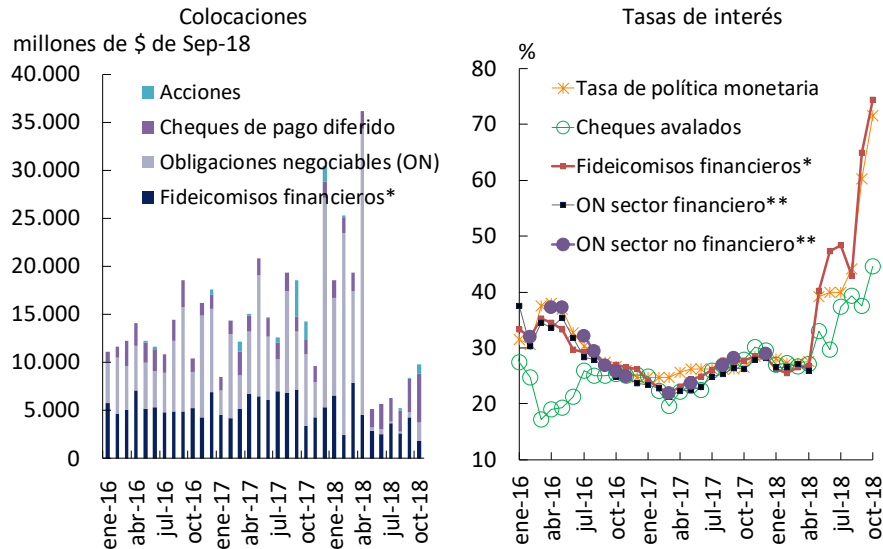 Colocaciones
millones de $ de Sep-18
40.000
35.000
30.000
25.000
20.000
15.000
10.000
5.000
0
Acciones
Cheques de pago diferido
Obligaciones negociables (ON)
Fideicomisos financieros*
ene-16
abr-16
jul-16
oct-16
ene-17
abr-17
jul-17
oct-17
ene-18
abr-18
jul-18
oct-18
Tasas de interés
%
80
70
60
50
40
30
20
10
Tasa de política monetaria
Cheques avalados
Fideicomisos financieros*
ON sector financiero**
ON sector no financiero**
ene-16
abr-16
jul-16
oct-16
ene-17
abr-17
jul-17
oct-17
ene-18
abr-18
jul-18
oct-18